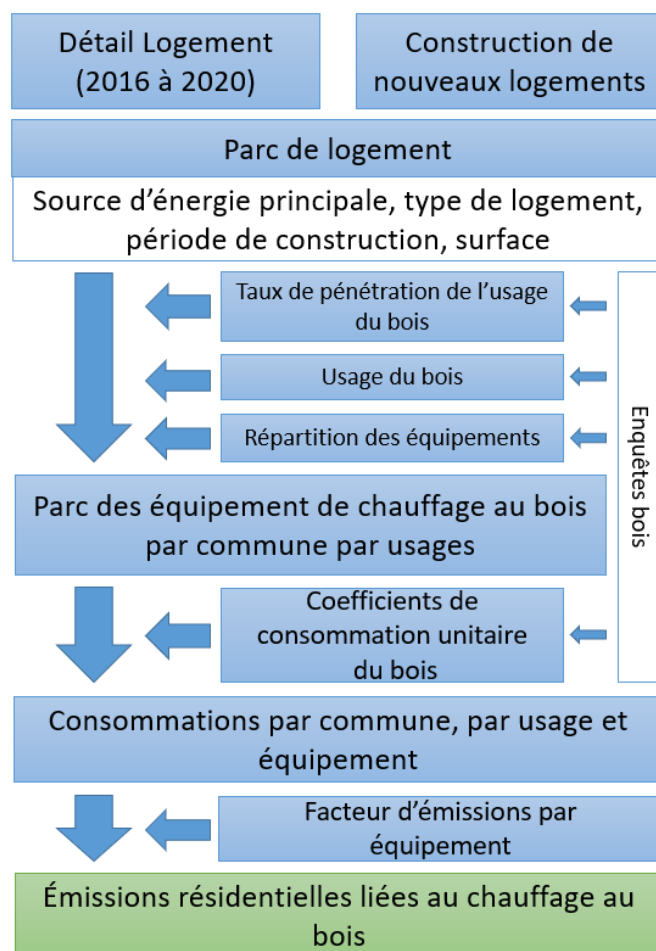 Détail Logement
(2016 à 2020)
Construction de
nouveaux logements
Parc de logement
Source d’énergie principale, type de logement,
période de construction, surface
Taux de pénétration de l’usage
du bois
Usage du bois
Répartition des équipements
Enquêtes bois
Parc des équipement de chauffage au bois
par commune par usages
Coefficients de
consommation unitaire
du bois
Consommations par commune, par usage et
équipement
Facteur d’émissions par
équipement
Émissions résidentielles liées au chauffage au
bois